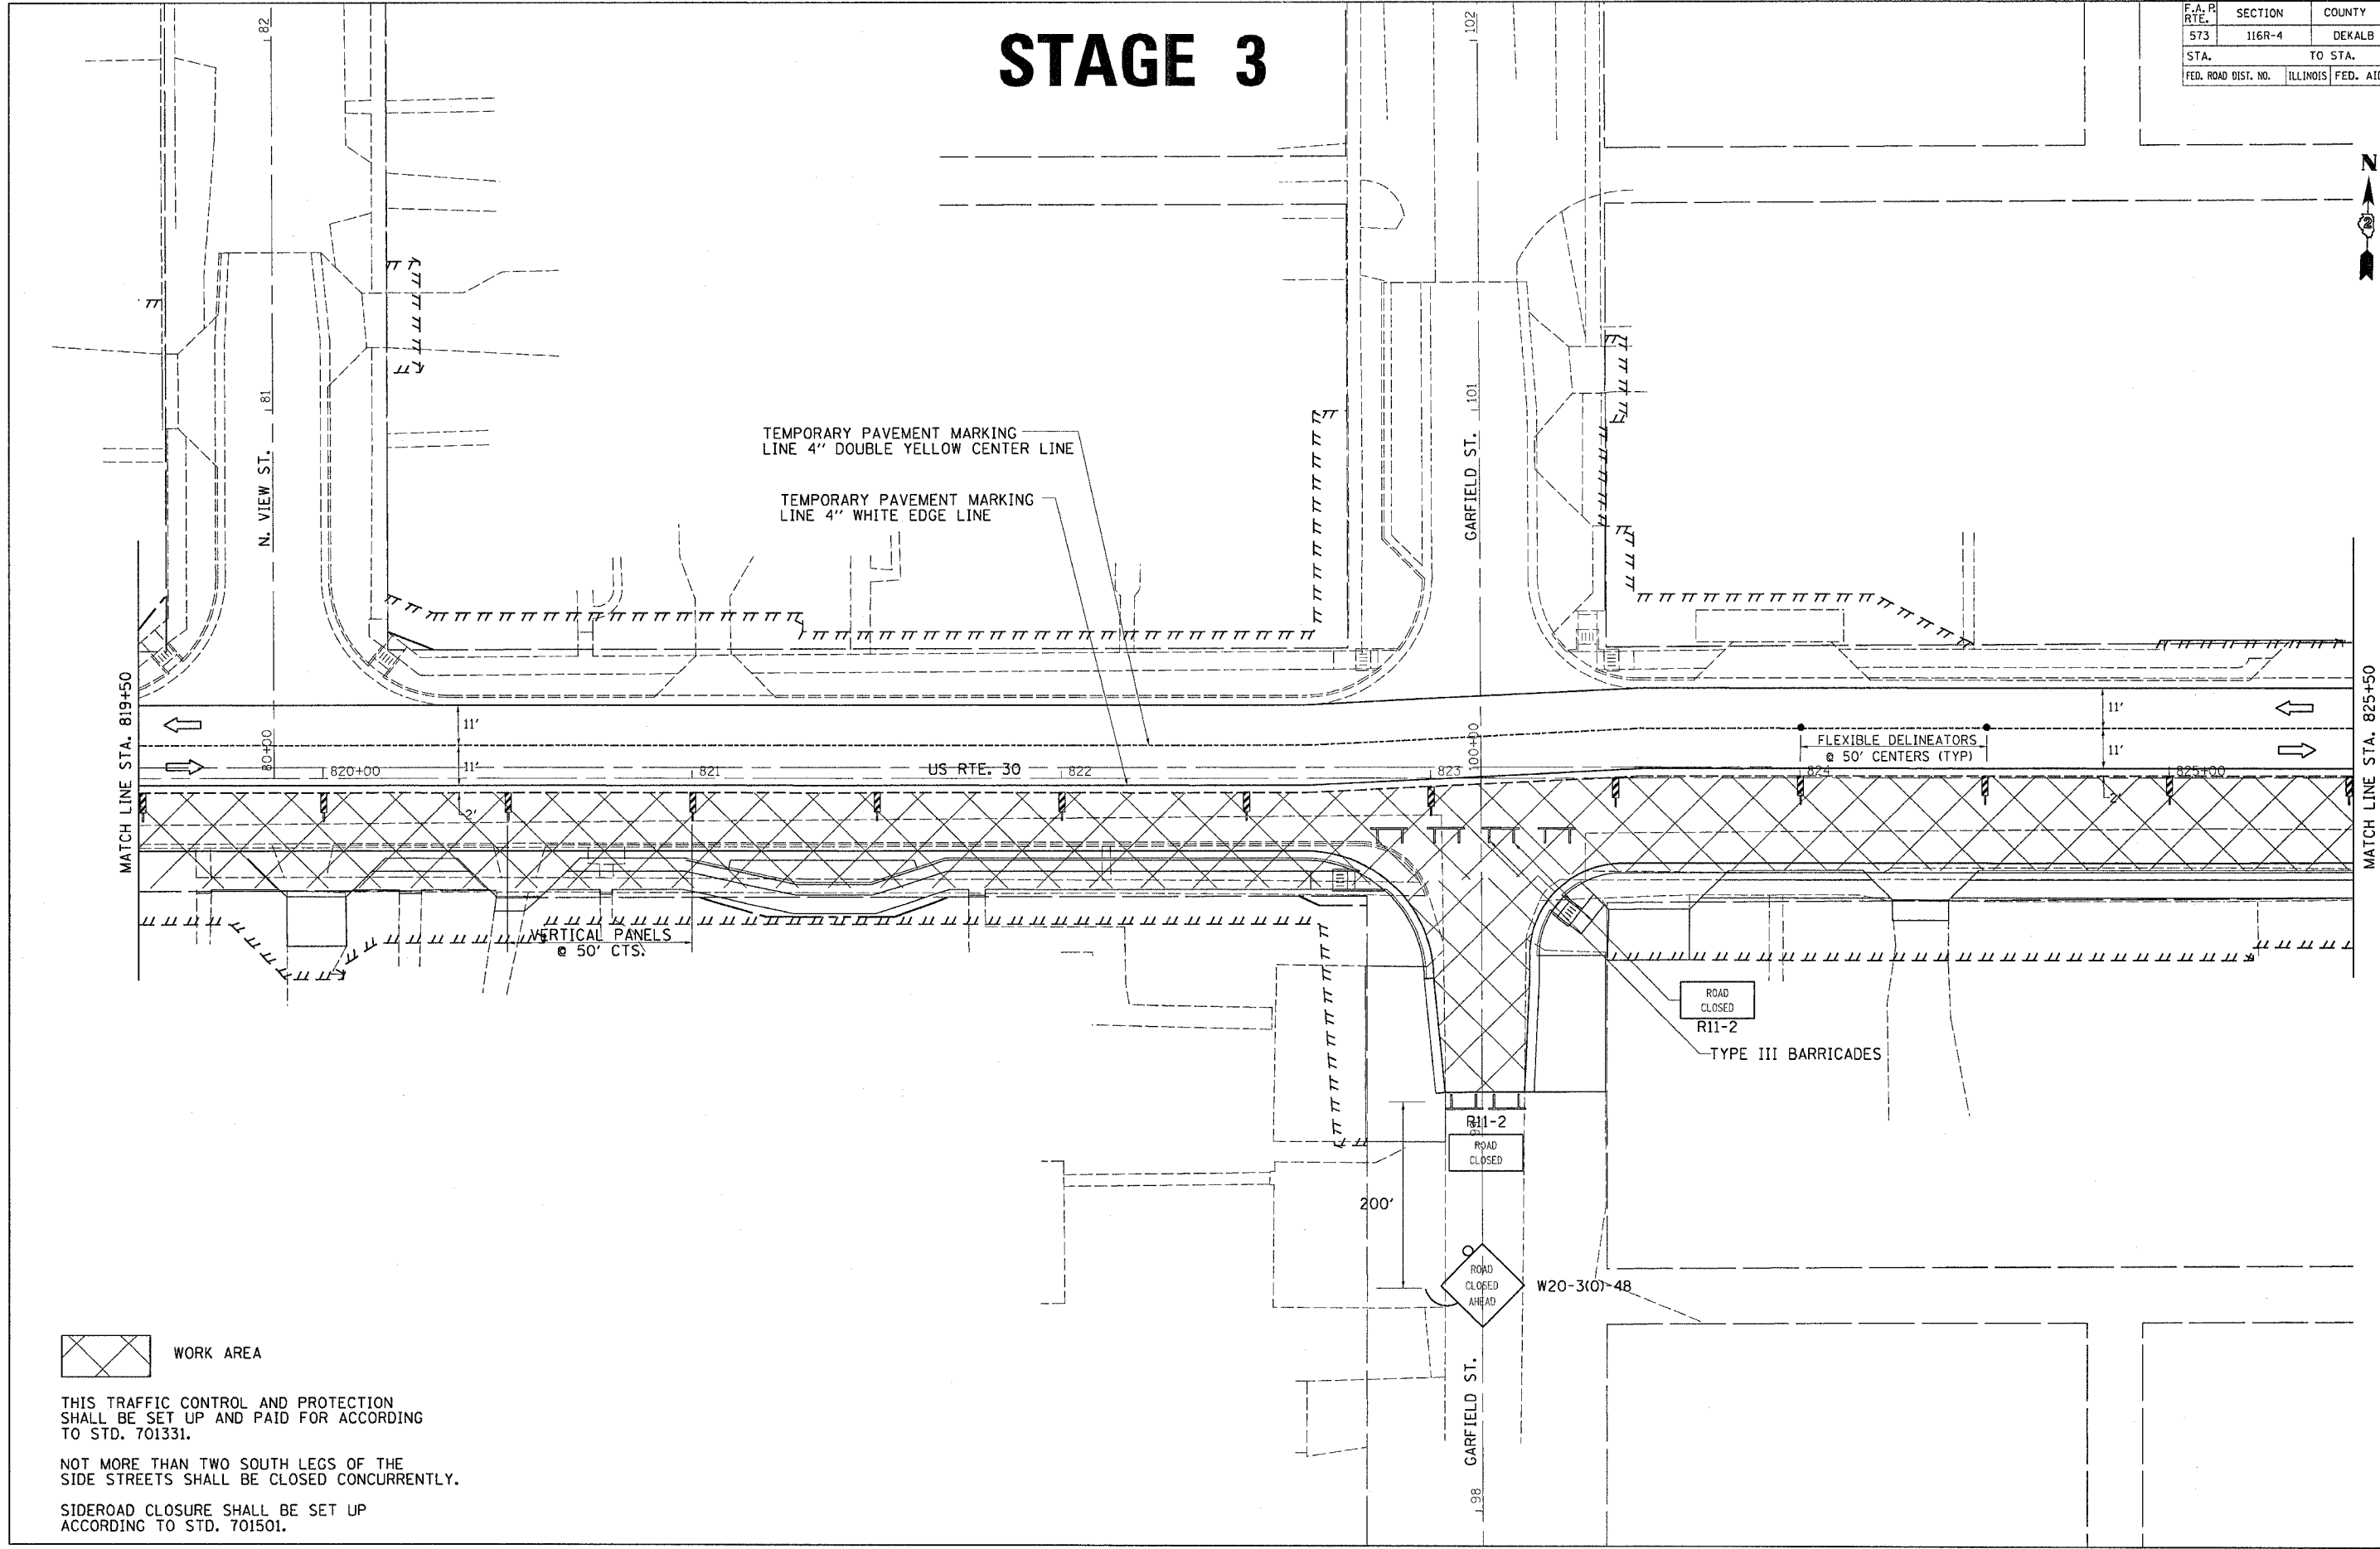 STAGE 3
F.A.P. RTE. SECTION COUNTY
573 116R-4 DEKALB
STA. TO STA.
FED. ROAD DIST. NO. ILLINOIS FED. AID
N
82
102
81
101
N. VIEW ST.
GARFIELD ST.
TEMPORARY PAVEMENT MARKING
LINE 4'' DOUBLE YELLOW CENTER LINE
TEMPORARY PAVEMENT MARKING
LINE 4'' WHITE EDGE LINE
MATCH LINE STA. 819+50
MATCH LINE STA. 825+50
80+00
100+00
11'
11'
11'
11'
FLEXIBLE DELINEATORS
@ 50' CENTERS (TYP)
820+00
821
US RTE. 30
822
823
824
825+00
2'
2'
VERTICAL PANELS
@ 50' CTS.
ROAD
CLOSED
R11-2
TYPE III BARRICADES
R11-2
ROAD
CLOSED
200'
ROAD
CLOSED
AHEAD
W20-3(O)-48
GARFIELD ST.
98
WORK AREA
THIS TRAFFIC CONTROL AND PROTECTION
SHALL BE SET UP AND PAID FOR ACCORDING
TO STD. 701331.
NOT MORE THAN TWO SOUTH LEGS OF THE
SIDE STREETS SHALL BE CLOSED CONCURRENTLY.
SIDEROAD CLOSURE SHALL BE SET UP
ACCORDING TO STD. 701501.